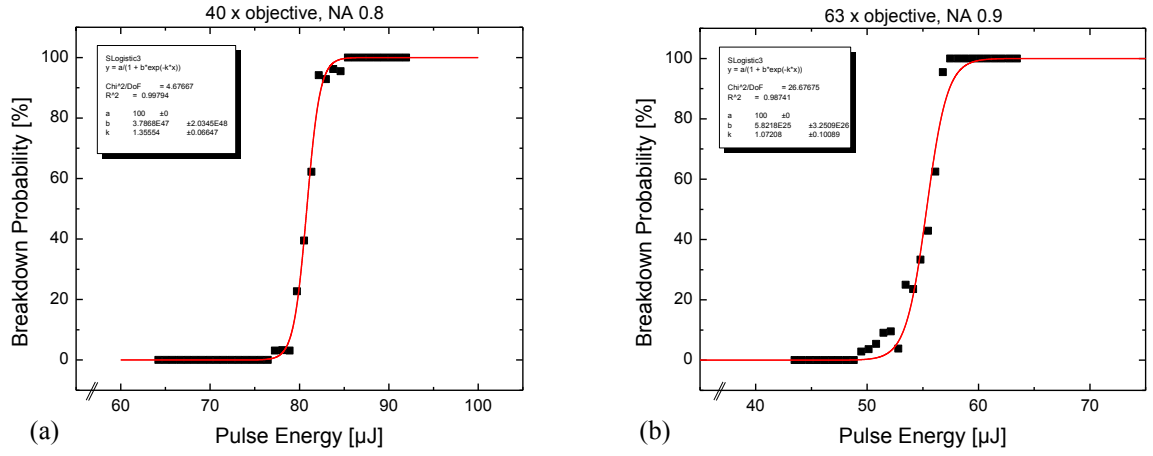 40 x objective, NA 0.8
SLogistic3
y = a/(1 + b*exp(-k*x))
Chi^2/DoF = 4.67667
R^2 = 0.99794
a 100 ±0
b 3.7868E47 ±2.0345E48
k 1.35554 ±0.06647
Breakdown Probability [%]
100
80
60
40
20
0
60 70 80 90 100
Pulse Energy [µJ]
(a)
63 x objective, NA 0.9
SLogistic3
y = a/(1 + b*exp(-k*x))
Chi^2/DoF = 26.67675
R^2 = 0.98741
a 100 ±0
b 5.8218E25 ±3.2509E26
k 1.07208 ±0.10089
Breakdown Probability [%]
100
80
60
40
20
0
40 50 60 70
Pulse Energy [µJ]
(b)